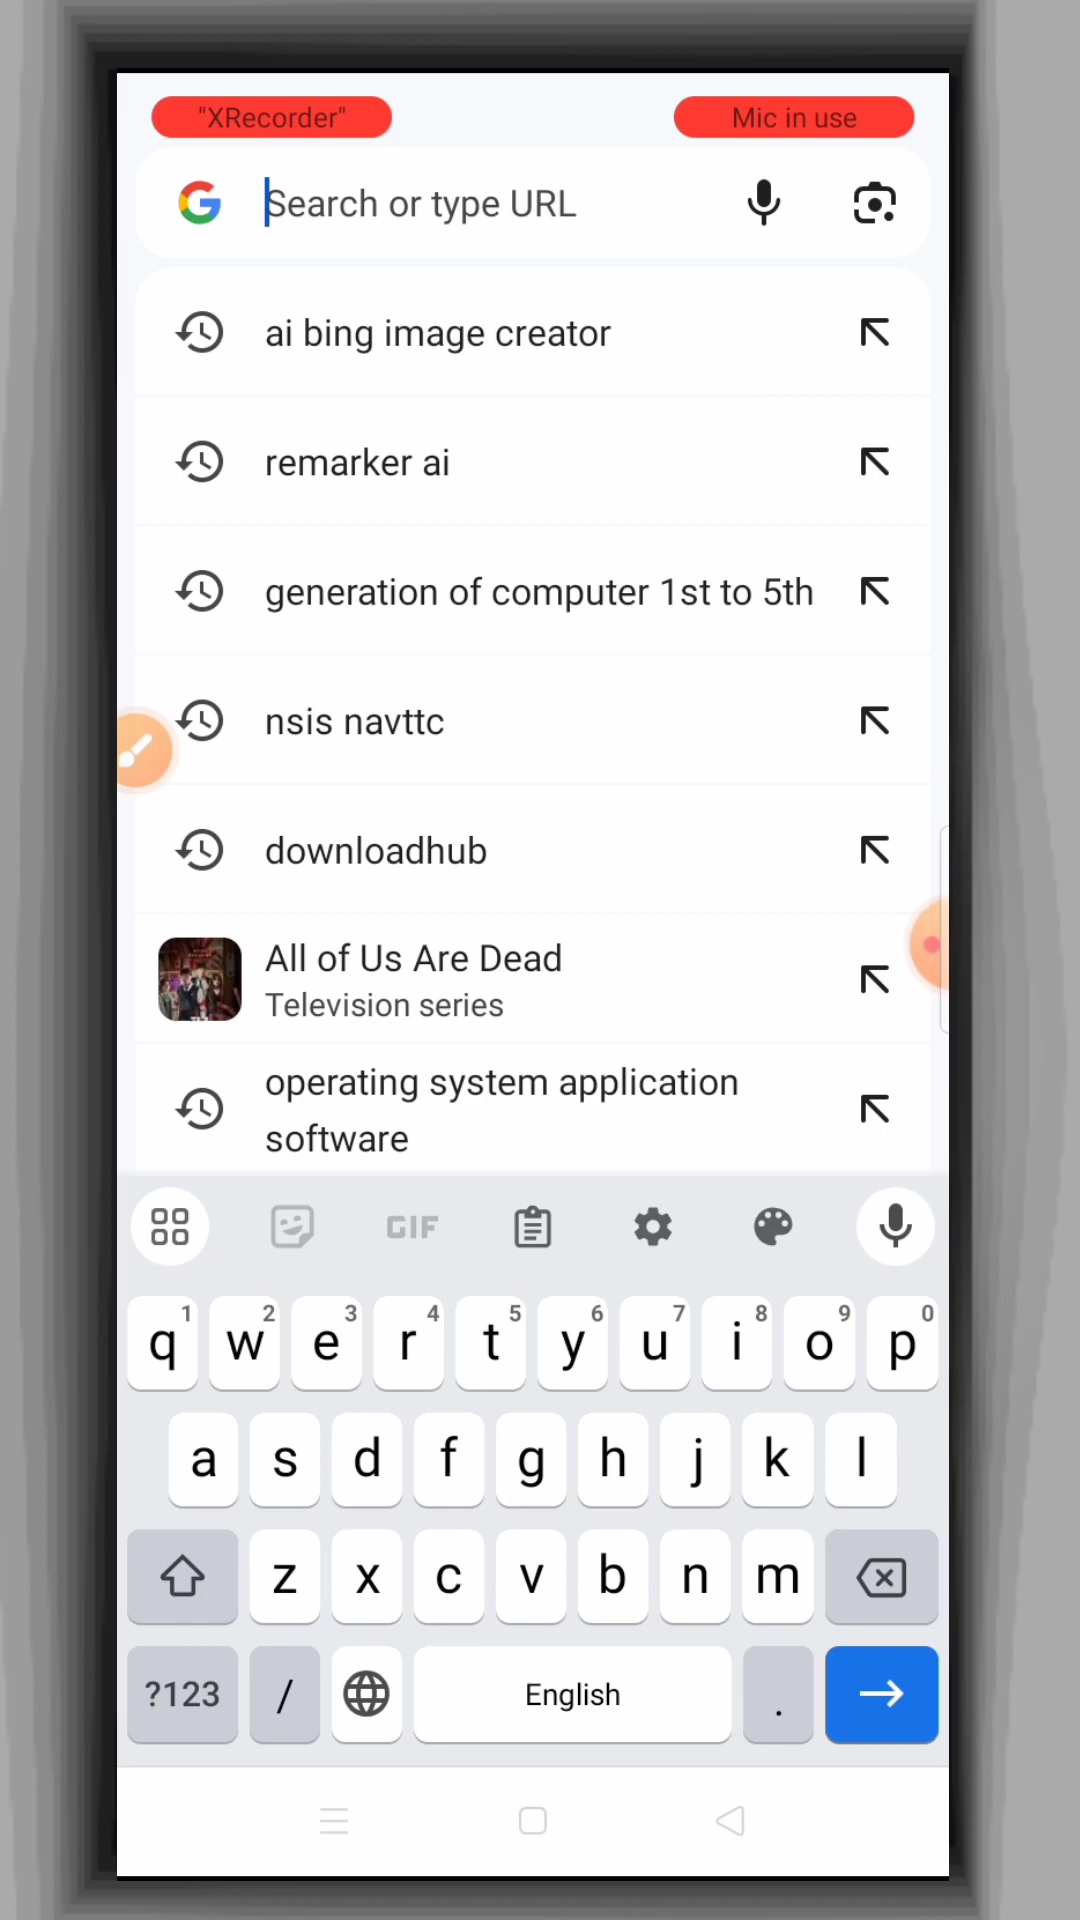 "XRecorder"
Mic in use
Search or type URL
ai bing image creator
remarker ai
generation of computer 1st to 5th
nsis navttc
downloadhub
All of Us Are Dead
Television series
operating system application
software
GIF
1 2 3 4 5 6 7 8 9 0
q w e r t y u i o p
a s d f g h j k l
z x c v b n m
?123 / English .